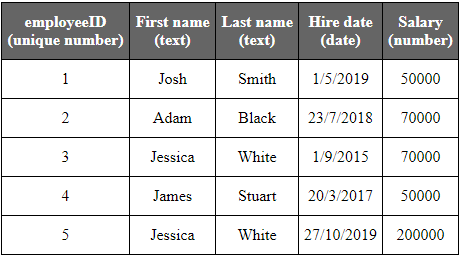 employeeID First name Last name Hire date Salary
(unique number) (text) (text) (date) (number)
1 Josh Smith 1/5/2019 50000
2 Adam Black 23/7/2018 70000
3 Jessica White 1/9/2015 70000
4 James Stuart 20/3/2017 50000
5 Jessica White 27/10/2019 200000